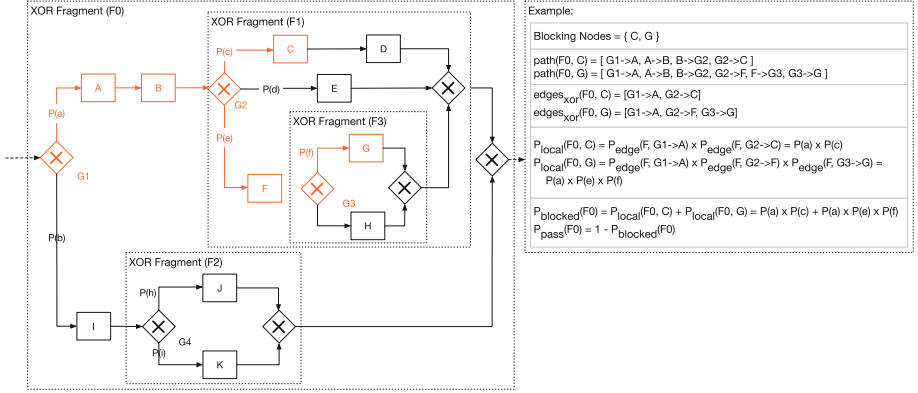 XOR Fragment (F0)
XOR Fragment (F1)
P(c)
C
D
A
B
P(d)
E
G2
P(a)
P(e)
XOR Fragment (F3)
P(f)
G
G1
F
G3
H
P(b)
XOR Fragment (F2)
P(h)
J
I
G4
P(i)
K
Example:
Blocking Nodes = { C, G }
path(F0, C) = [ G1->A, A->B, B->G2, G2->C ]
path(F0, G) = [ G1->A, A->B, B->G2, G2->F, F->G3, G3->G ]
edgesxor(F0, C) = [G1->A, G2->C]
edgesxor(F0, G) = [G1->A, G2->F, G3->G]
Plocal(F0, C) = Pedge(F, G1->A) x Pedge(F, G2->C) = P(a) x P(c)
Plocal(F0, G) = Pedge(F, G1->A) x Pedge(F, G2->F) x Pedge(F, G3->G) =
P(a) x P(e) x P(f)
Pblocked(F0) = Plocal(F0, C) + Plocal(F0, G) = P(a) x P(c) + P(a) x P(e) x P(f)
Ppass(F0) = 1 - Pblocked(F0)